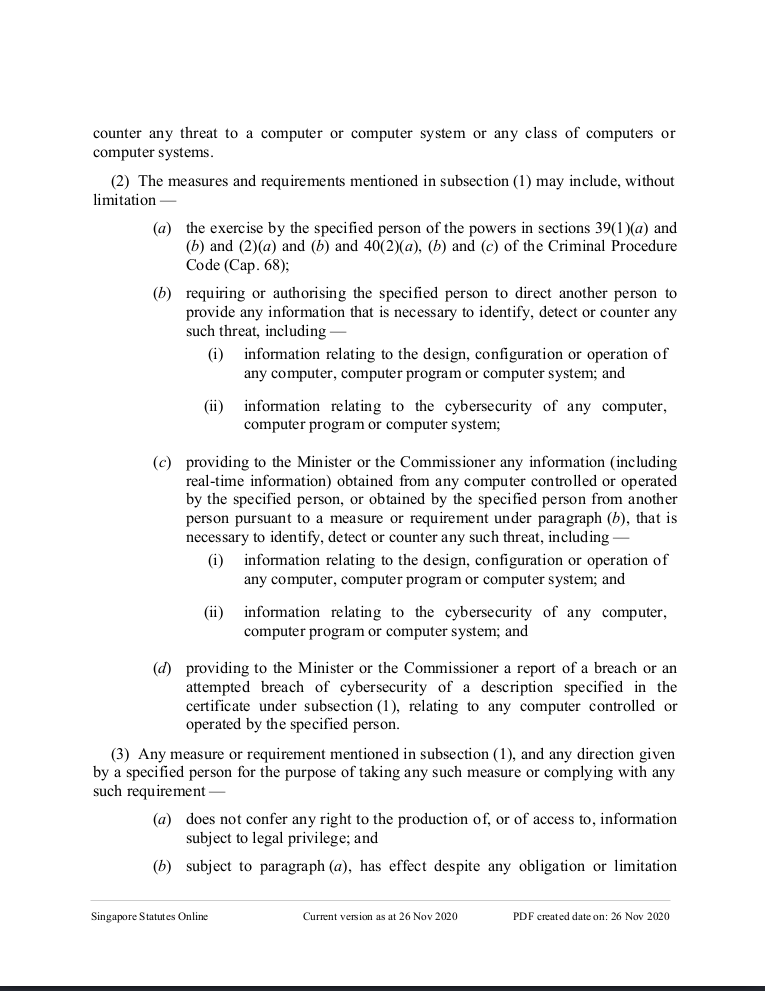 counter any threat to a computer or computer system or any class of computers or
computer systems.
(2) The measures and requirements mentioned in subsection (1) may include, without
limitation —
(a) the exercise by the specified person of the powers in sections 39(1)(a) and
(b) and (2)(a) and (b) and 40(2)(a), (b) and (c) of the Criminal Procedure
Code (Cap. 68);
(b) requiring or authorising the specified person to direct another person to
provide any information that is necessary to identify, detect or counter any
such threat, including —
(i) information relating to the design, configuration or operation of
any computer, computer program or computer system; and
(ii) information relating to the cybersecurity of any computer,
computer program or computer system;
(c) providing to the Minister or the Commissioner any information (including
real-time information) obtained from any computer controlled or operated
by the specified person, or obtained by the specified person from another
person pursuant to a measure or requirement under paragraph (b), that is
necessary to identify, detect or counter any such threat, including —
(i) information relating to the design, configuration or operation of
any computer, computer program or computer system; and
(ii) information relating to the cybersecurity of any computer,
computer program or computer system; and
(d) providing to the Minister or the Commissioner a report of a breach or an
attempted breach of cybersecurity of a description specified in the
certificate under subsection (1), relating to any computer controlled or
operated by the specified person.
(3) Any measure or requirement mentioned in subsection (1), and any direction given
by a specified person for the purpose of taking any such measure or complying with any
such requirement —
(a) does not confer any right to the production of, or of access to, information
subject to legal privilege; and
(b) subject to paragraph (a), has effect despite any obligation or limitation
Singapore Statutes Online Current version as at 26 Nov 2020 PDF created date on: 26 Nov 2020